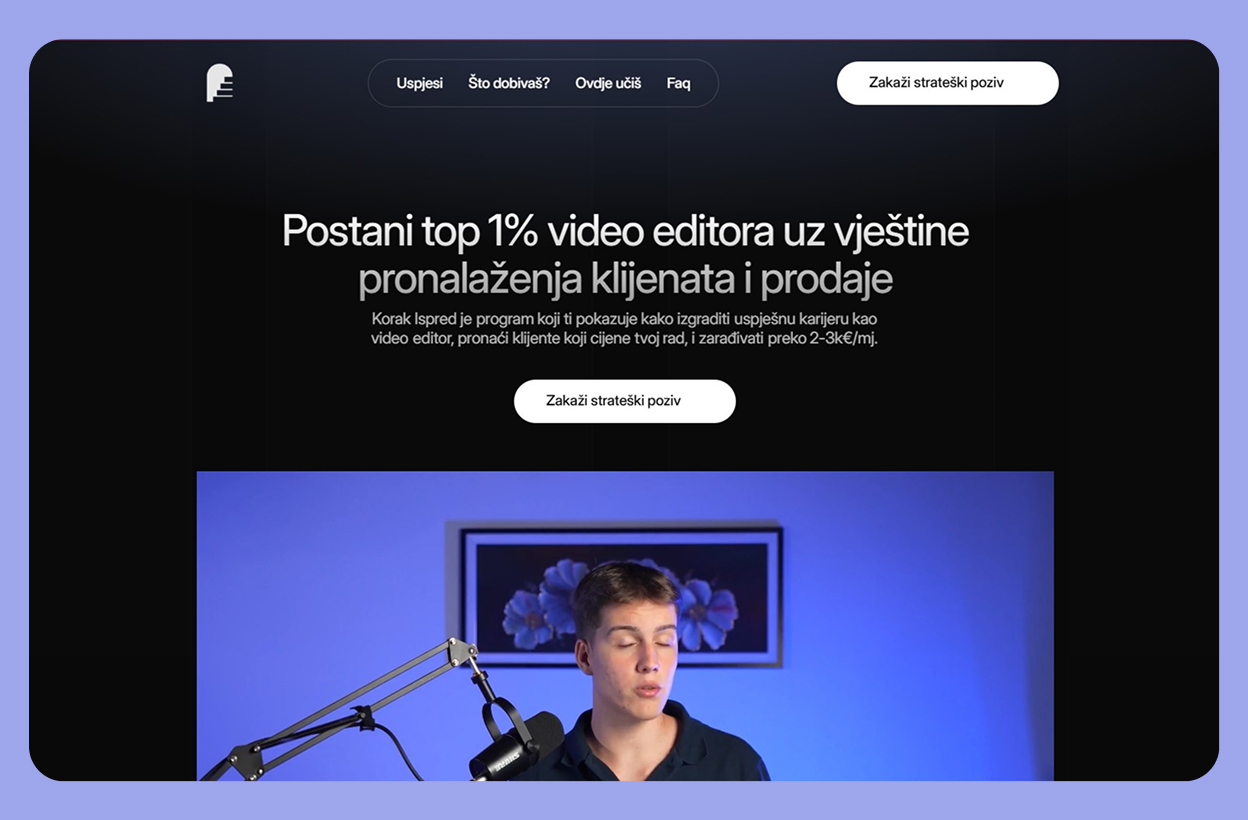 Uspjesi
Što dobivaš?
Ovdje učiš
Faq
Zakaži strateški poziv
Postani top 1% video editora uz vještine
pronalaženja klijenata i prodaje
Korak Ispred je program koji ti pokazuje kako izgraditi uspješnu karijeru kao
video editor, pronaći klijente koji cijene tvoj rad, i zarađivati preko 2-3k€/mj.
Zakaži strateški poziv